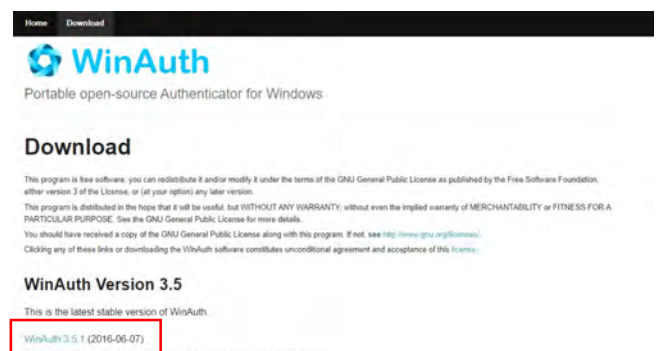 Home Download
WinAuth
Portable open-source Authenticator for Windows
Download
This program is free software: you can redistribute it and/or modify it under the terms of the GNU General Public License as published by the Free Software Foundation,
either version 3 of the License, or (at your option) any later version.
This program is distributed in the hope that it will be useful, but WITHOUT ANY WARRANTY; without even the implied warranty of MERCHANTABILITY or FITNESS FOR A
PARTICULAR PURPOSE. See the GNU General Public License for more details.
You should have received a copy of the GNU General Public License along with this program. If not, see http://www.gnu.org/licenses/.
Clicking any of these links or downloading the WinAuth software constitutes unconditional agreement and acceptance of this license.
WinAuth Version 3.5
This is the latest stable version of WinAuth.
WinAuth 3.5.1 (2016-06-07)